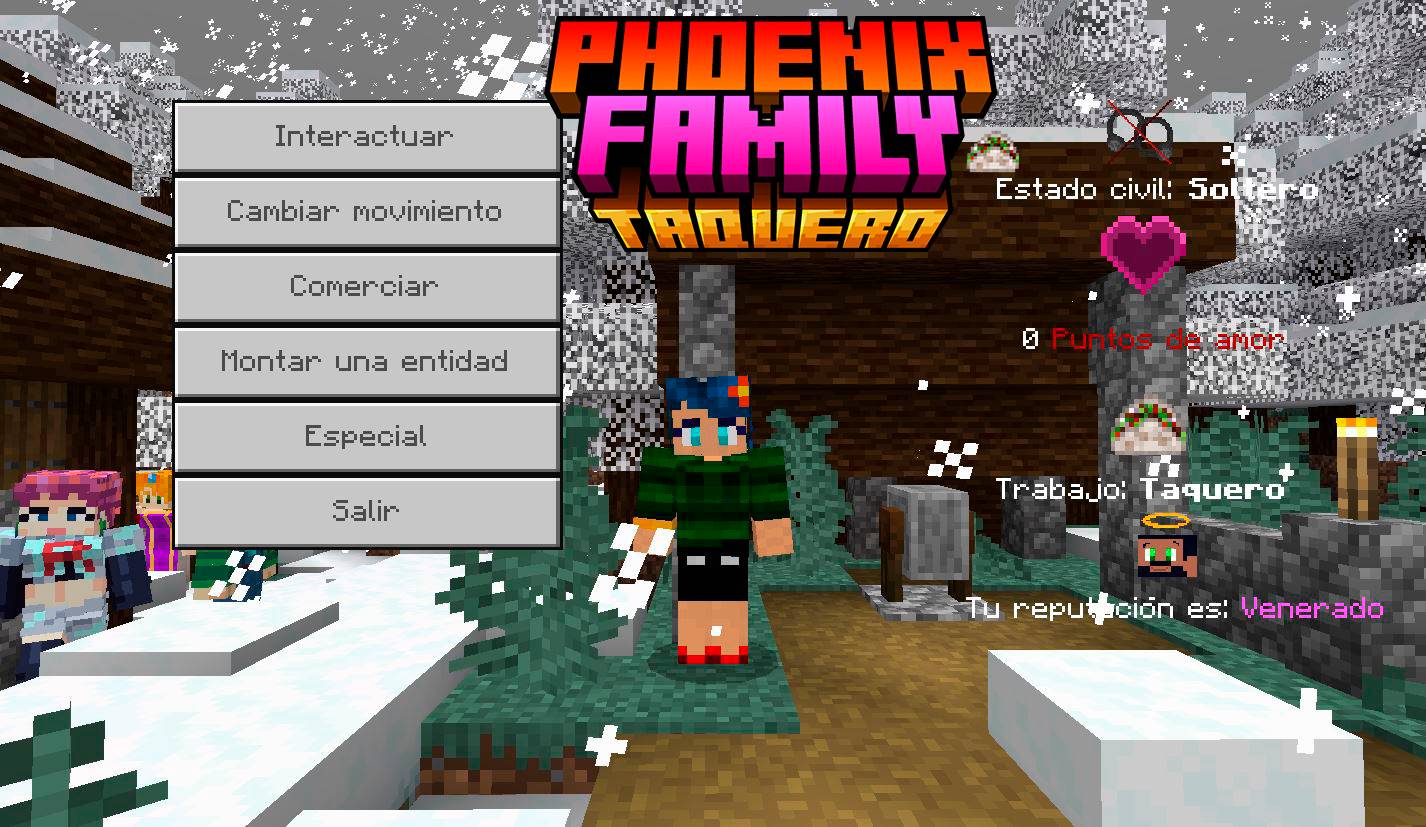 PHOENIX
FAMILY
TAQUERO
Interactuar
Cambiar movimiento
Comerciar
Montar una entidad
Especial
Salir
Estado civil: Soltero
0 Puntos de amor
Trabajo: Taquero
Tu reputación es: Venerado